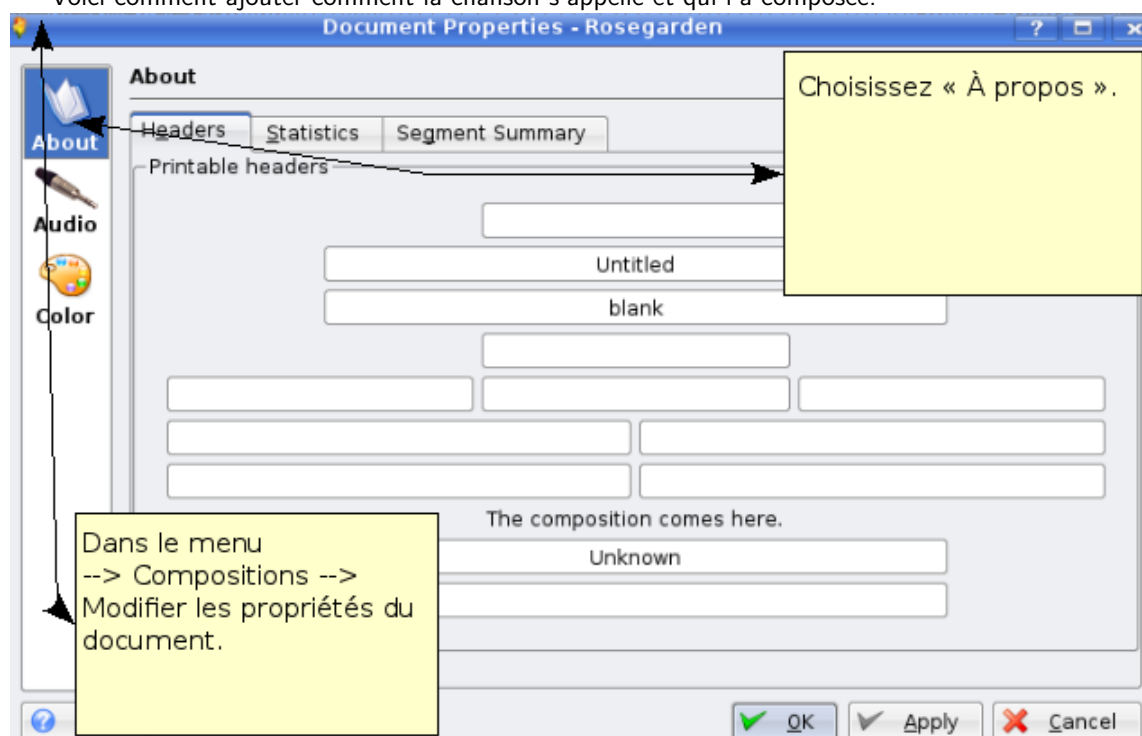 Voici comment ajouter comment la chanson s'appelle et qui l'a composée.
Document Properties - Rosegarden
About
Choisissez « À propos ».
About
Headers Statistics Segment Summary
Printable headers
Audio
Untitled
Color
blank
The composition comes here.
Unknown
Dans le menu
--> Compositions -->
Modifier les propriétés du
document.
OK Apply Cancel